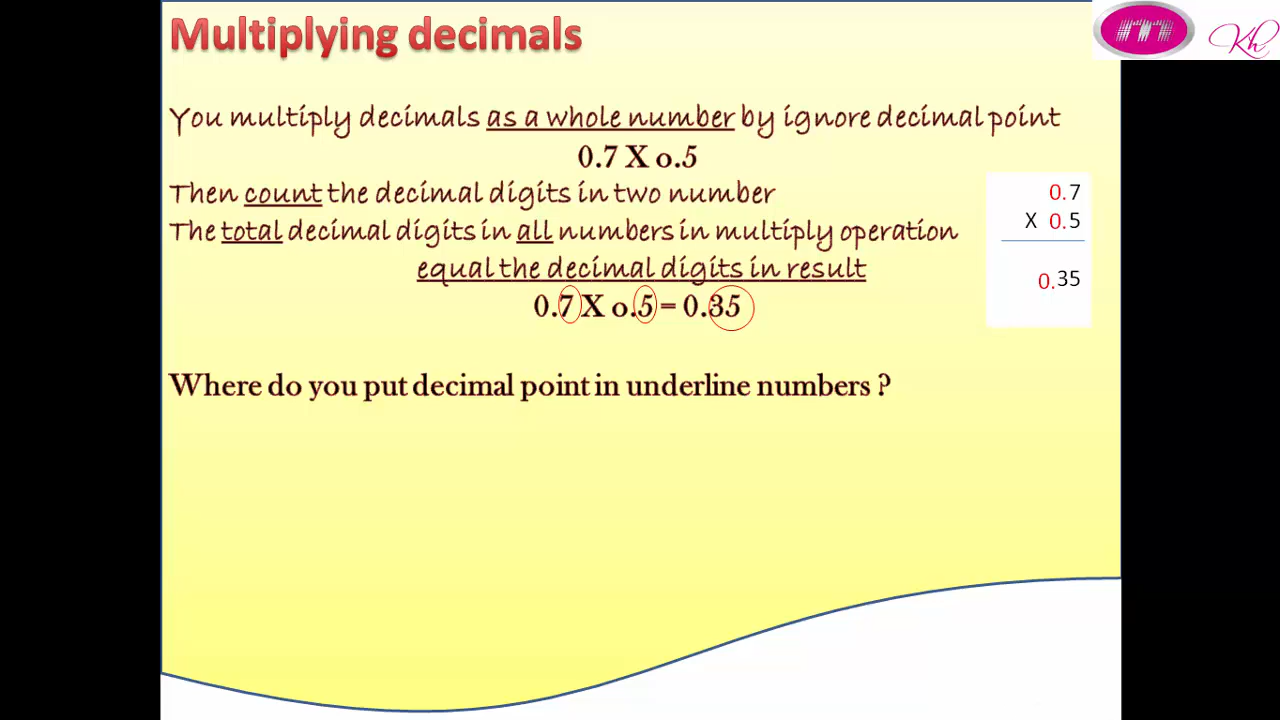 Multiplying decimals
Kh
You multiply decimals as a whole number by ignore decimal point
0.7 X o.5
Then count the decimal digits in two number
The total decimal digits in all numbers in multiply operation
equal the decimal digits in result
0.7 X o.5 = 0.35
0.7
X 0.5
0.35
Where do you put decimal point in underline numbers ?